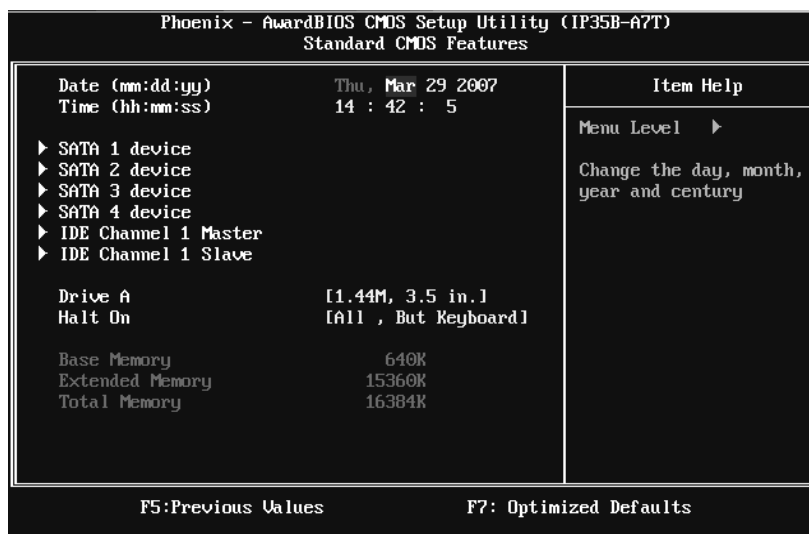 Phoenix - AwardBIOS CMOS Setup Utility (IP35B-A7T)
Standard CMOS Features
Date (mm:dd:yy) Thu, Mar 29 2007
Time (hh:mm:ss) 14 : 42 : 5
SATA 1 device
SATA 2 device
SATA 3 device
SATA 4 device
IDE Channel 1 Master
IDE Channel 1 Slave
Drive A [1.44M, 3.5 in.]
Halt On [All , But Keyboard]
Base Memory 640K
Extended Memory 15360K
Total Memory 16384K
Item Help
Menu Level
Change the day, month,
year and century
F5:Previous Values F7: Optimized Defaults